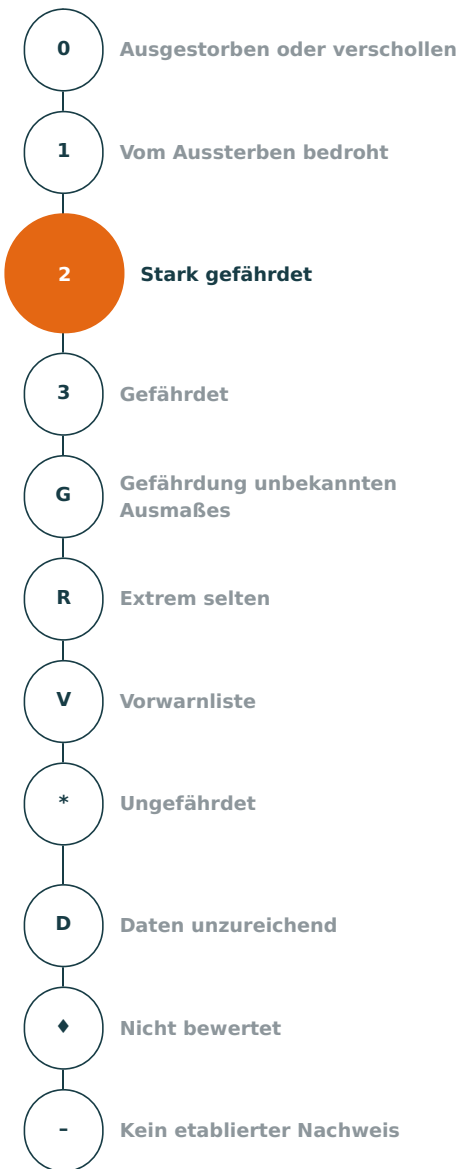 0 Ausgestorben oder verschollen
1 Vom Aussterben bedroht
2 Stark gefährdet
3 Gefährdet
G Gefährdung unbekannten
Ausmaßes
R Extrem selten
V Vorwarnliste
* Ungefährdet
D Daten unzureichend
♦ Nicht bewertet
– Kein etablierter Nachweis